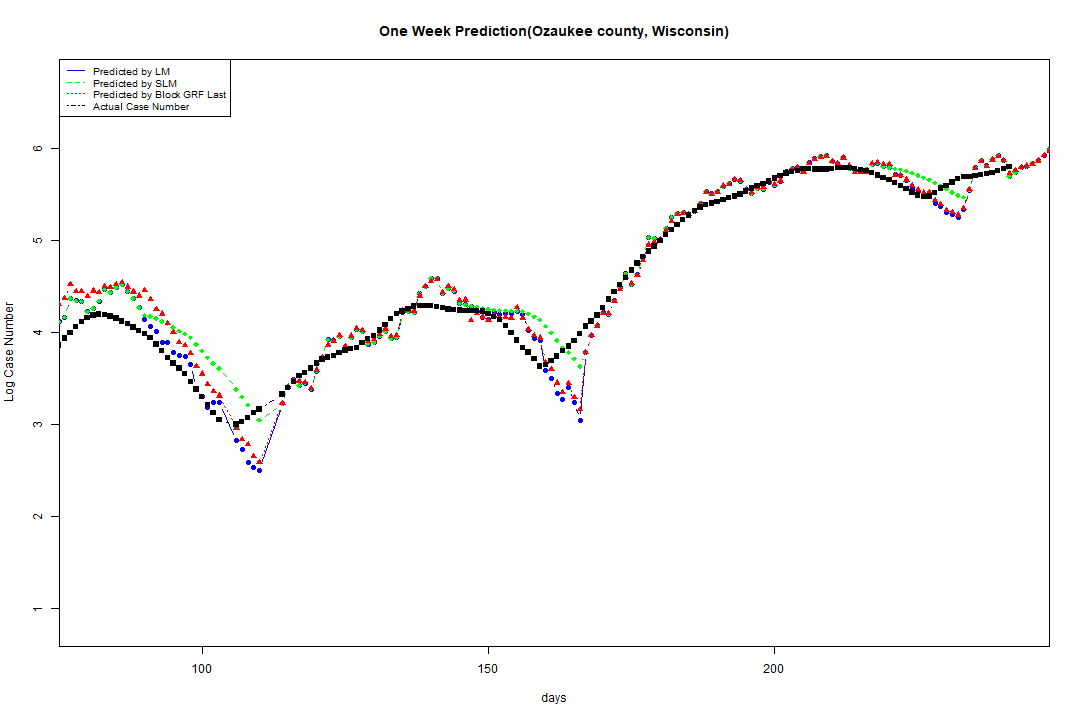 One Week Prediction(Ozaukee county, Wisconsin)
Predicted by LM
Predicted by SLM
Predicted by Block GRF Last
Actual Case Number
Log Case Number
6
5
4
3
2
1
100
150
200
days